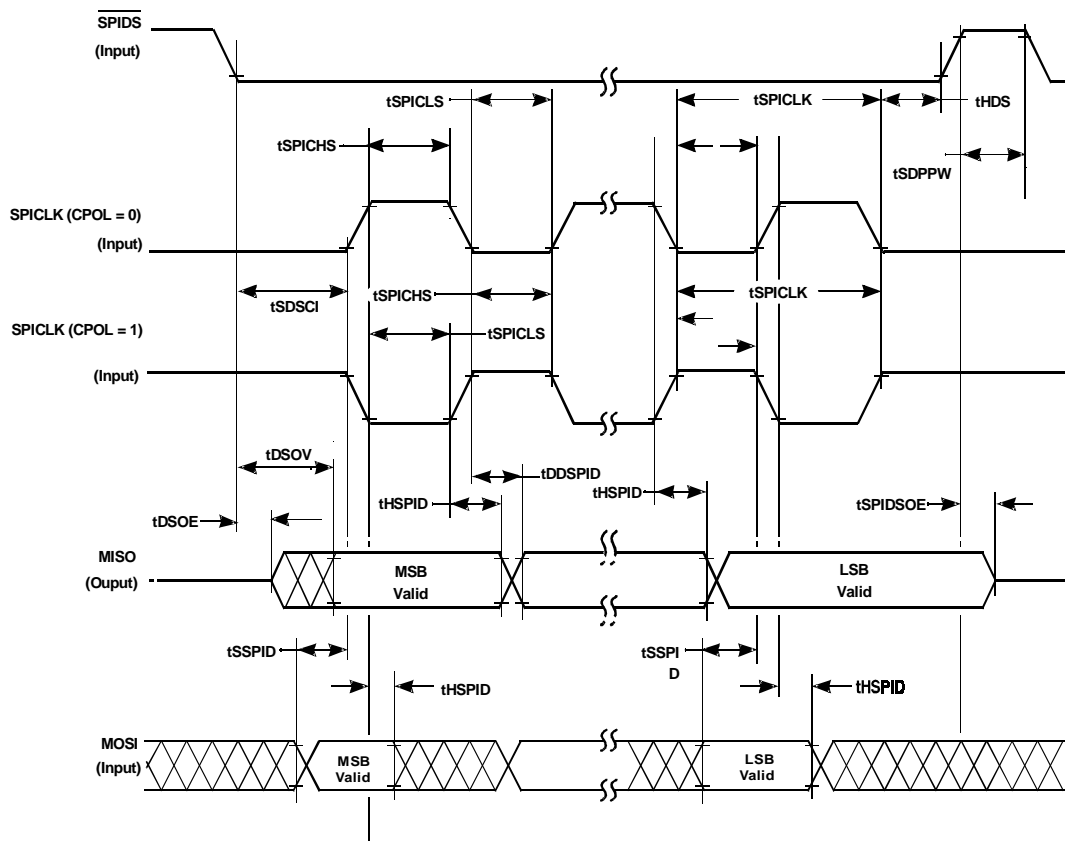 SPIDS
(Input)
tSPICLS
tSPICLK
tHDS
tSPICHS
tSDPPW
SPICLK (CPOL = 0)
(Input)
tSDSCI
tSPICHS
tSPICLK
SPICLK (CPOL = 1)
tSPICLS
(Input)
tDSOV
tDDSPID
tHSPID
tHSPID
tDSOE
tSPIDSOE
MISO
(Ouput)
MSB
Valid
LSB
Valid
tSSPID
tSSPI
D
tHSPID
tHSPID
MOSI
(Input)
MSB
Valid
LSB
Valid